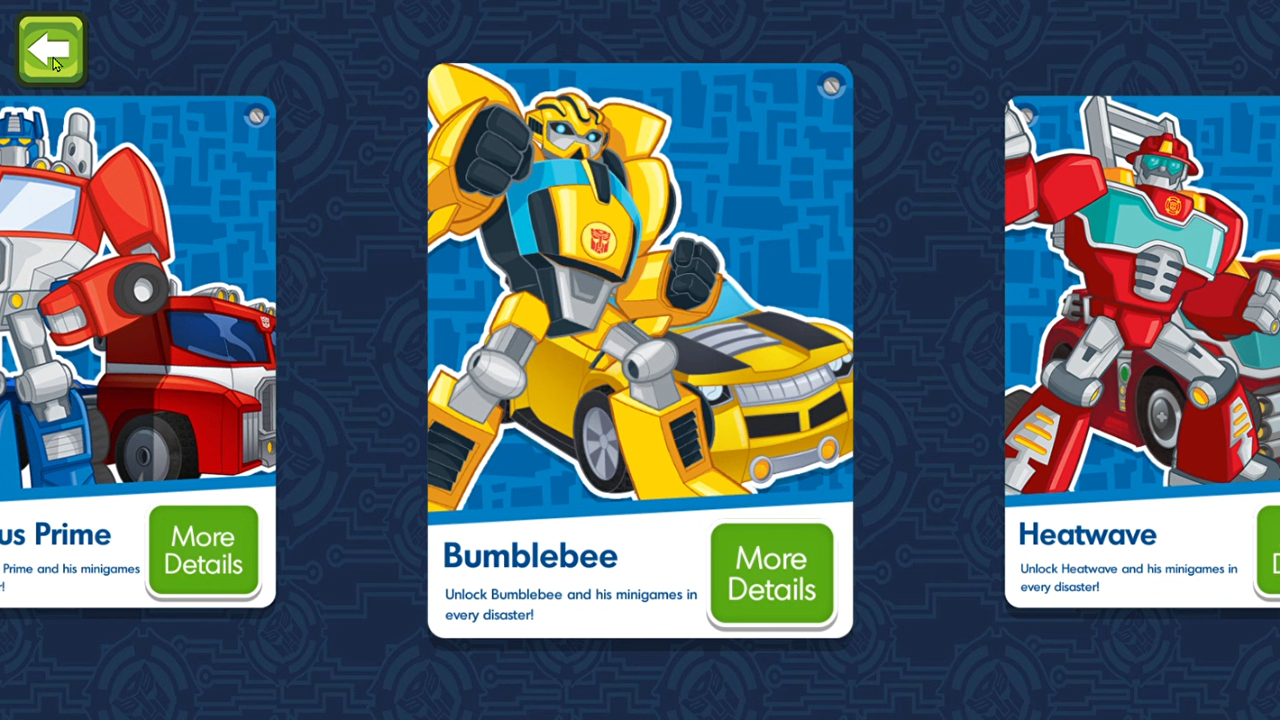 us Prime
Prime and his minigames
r!
More
Details
Bumblebee
Unlock Bumblebee and his minigames in
every disaster!
More
Details
Heatwave
Unlock Heatwave and his minigames in
every disaster!